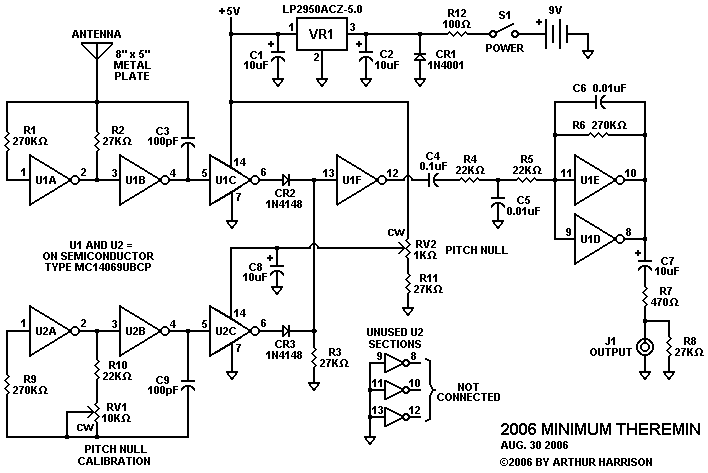 +5V
LP2950ACZ-5.0
VR1
1
3
2
C1
10uF
+
C2
10uF
+
CR1
1N4001
R12
100Ω
S1
POWER
+
9V
ANTENNA
8" x 5"
METAL
PLATE
R1
270KΩ
R2
27KΩ
C3
100pF
1
U1A
2
3
U1B
4
5
U1C
14
6
7
CR2
1N4148
13
U1F
12
C4
0.1uF
R4
22KΩ
R5
22KΩ
C5
0.01uF
C6 0.01uF
R6 270KΩ
11
U1E
10
9
U1D
8
+
C7
10uF
R7
470Ω
J1
OUTPUT
R8
27KΩ
U1 AND U2 =
ON SEMICONDUCTOR
TYPE MC14069UBCP
+
C8
10uF
CW
RV2
1KΩ
PITCH NULL
R11
27KΩ
1
U2A
2
3
U2B
4
5
U2C
14
6
7
CR3
1N4148
R3
27KΩ
R9
270KΩ
R10
22KΩ
RV1
10KΩ
CW
C9
100pF
PITCH NULL
CALIBRATION
UNUSED U2
SECTIONS
9
8
11
10
13
12
NOT
CONNECTED
2006 MINIMUM THEREMIN
AUG. 30 2006
©2006 BY ARTHUR HARRISON